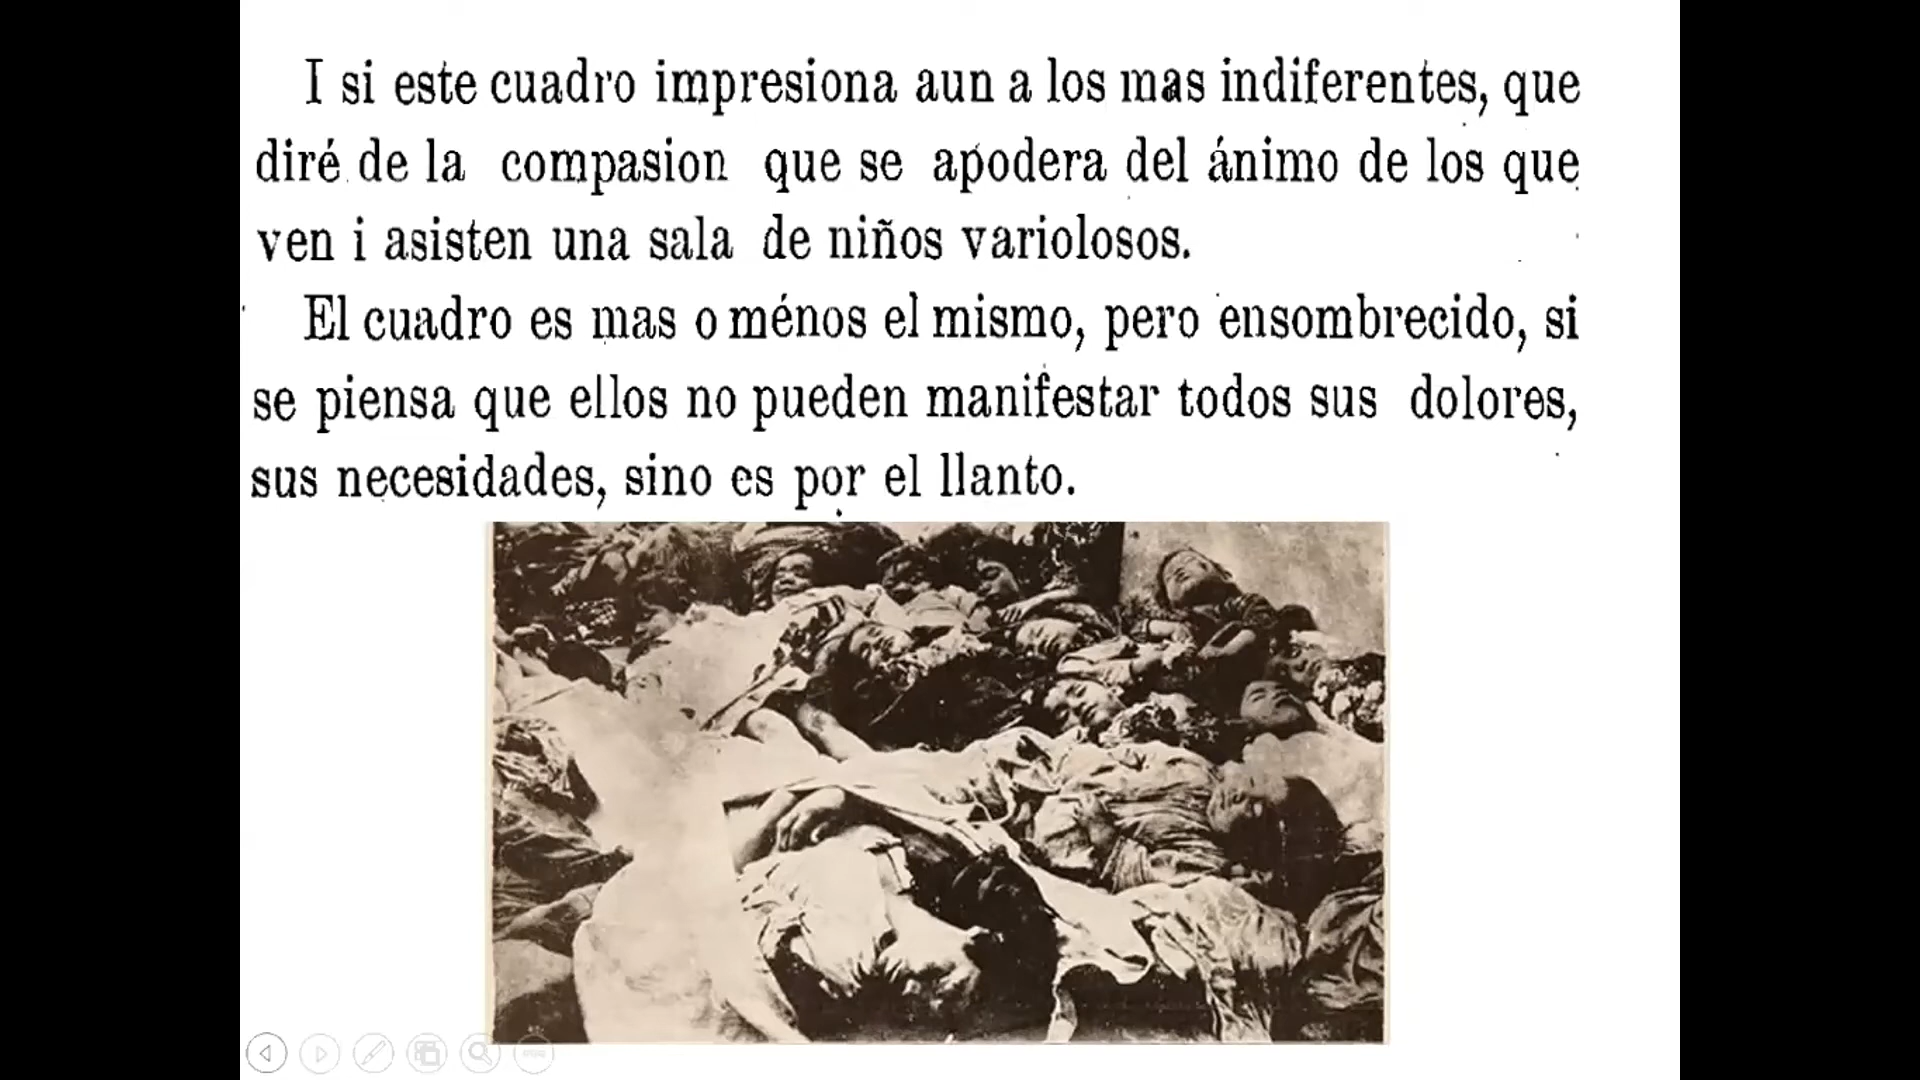 I si este cuadro impresiona aun a los mas indiferentes, que
diré de la compasion que se apodera del ánimo de los que
ven i asisten una sala de niños variolosos.
El cuadro es mas o ménos el mismo, pero ensombrecido, si
se piensa que ellos no pueden manifestar todos sus dolores,
sus necesidades, sino es por el llanto.